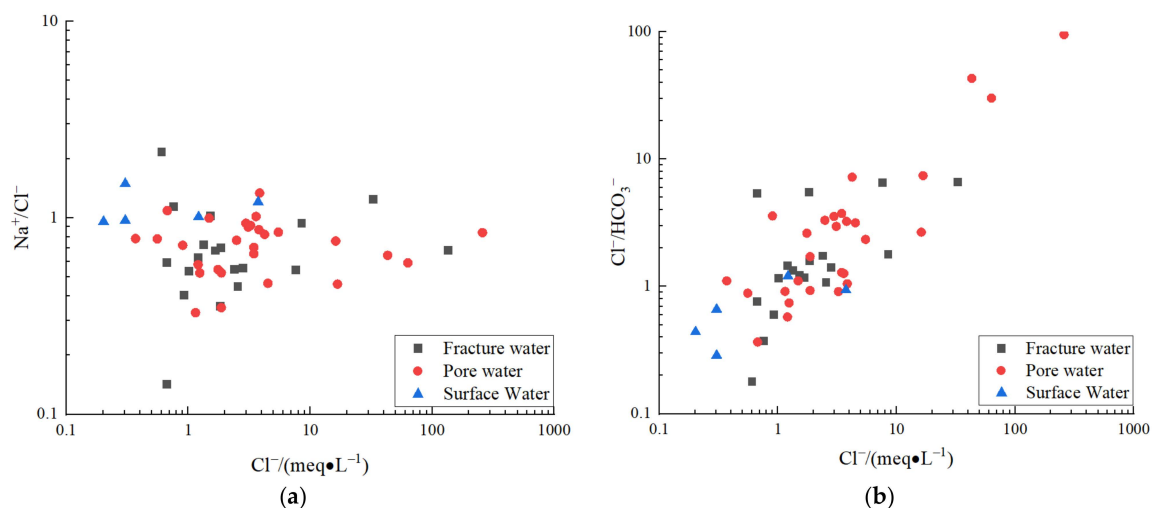 10
1
0.1
Na⁺/Cl⁻
0.1 1 10 100 1000
Cl⁻/(meq●L⁻¹)
Fracture water
Pore water
Surface Water
(a)
100
10
1
0.1
Cl⁻/HCO₃⁻
0.1 1 10 100 1000
Cl⁻/(meq●L⁻¹)
Fracture water
Pore water
Surface Water
(b)